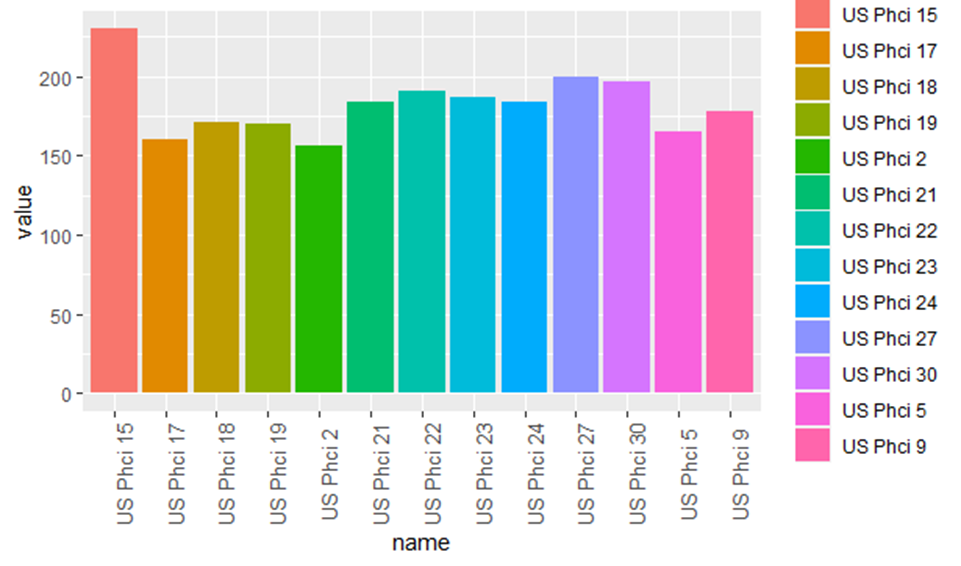 value
200
150
100
50
0
US Phci 15
US Phci 17
US Phci 18
US Phci 19
US Phci 2
US Phci 21
US Phci 22
US Phci 23
US Phci 24
US Phci 27
US Phci 30
US Phci 5
US Phci 9
name
US Phci 15
US Phci 17
US Phci 18
US Phci 19
US Phci 2
US Phci 21
US Phci 22
US Phci 23
US Phci 24
US Phci 27
US Phci 30
US Phci 5
US Phci 9